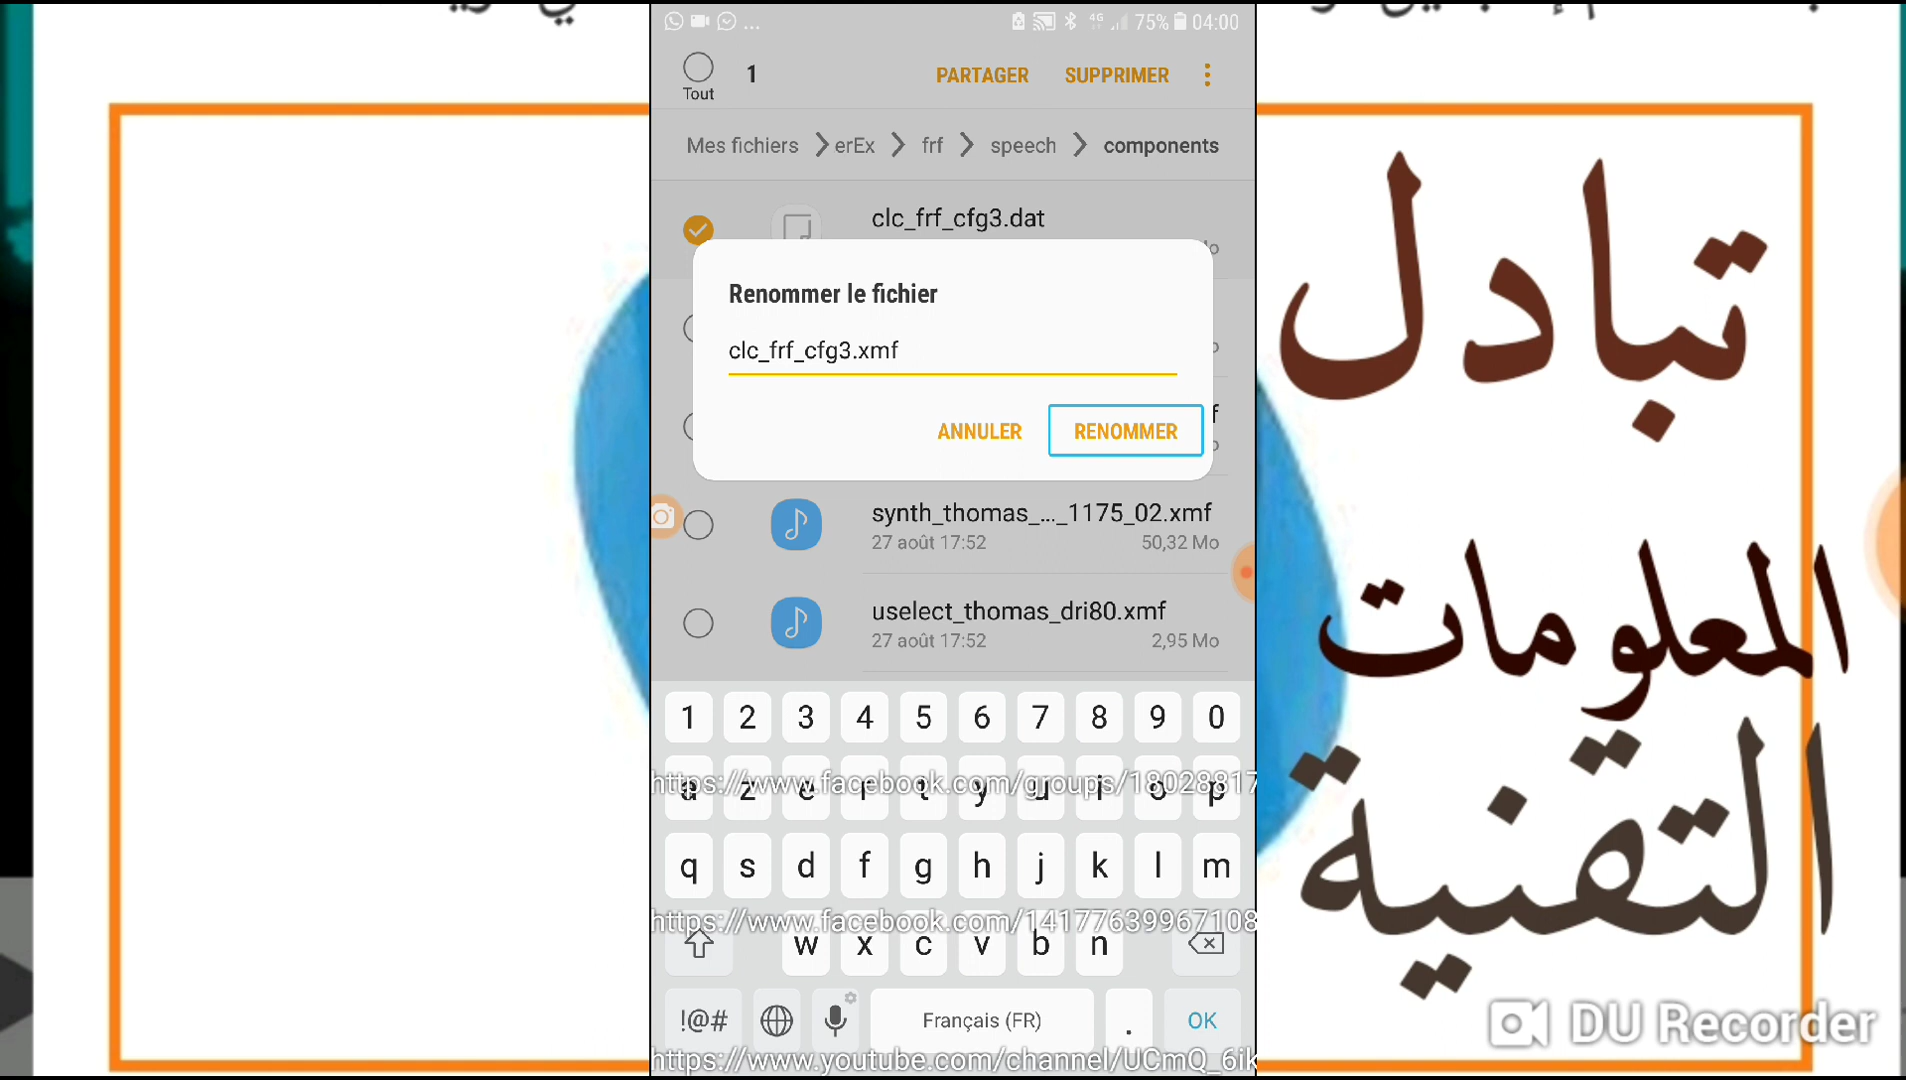 ... 4G 75% 04:00
Tout 1 PARTAGER SUPPRIMER
Mes fichiers erEx frf speech components
clc_frf_cfg3.dat
Renommer le fichier
clc_frf_cfg3.xmf
ANNULER RENOMMER
synth_thomas_..._1175_02.xmf
27 août 17:52 50,32 Mo
uselect_thomas_dri80.xmf
27 août 17:52 2,95 Mo
1 2 3 4 5 6 7 8 9 0
a z e r t y u i o p
https://www.facebook.com/groups/18028817
q s d f g h j k l m
https://www.facebook.com/14177639967108
w x c v b n
!@# Français (FR) . OK
https://www.youtube.com/channel/UCmQ_6ik
تبادل
المعلومات
التقنية
DU Recorder